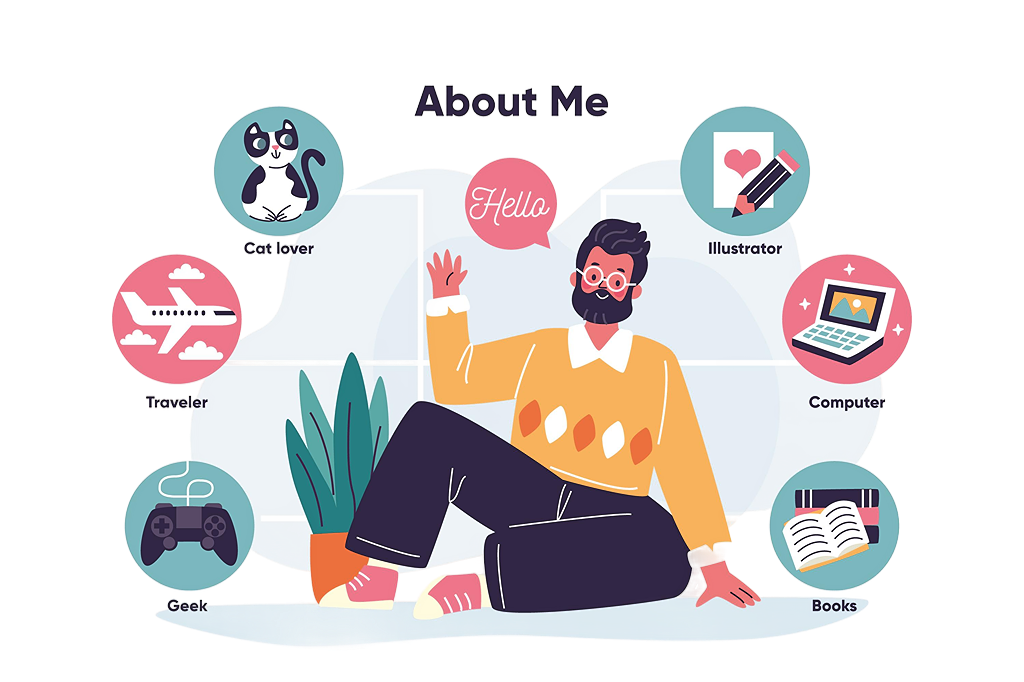 About Me
Hello
Cat lover
Illustrator
Traveler
Computer
Geek
Books